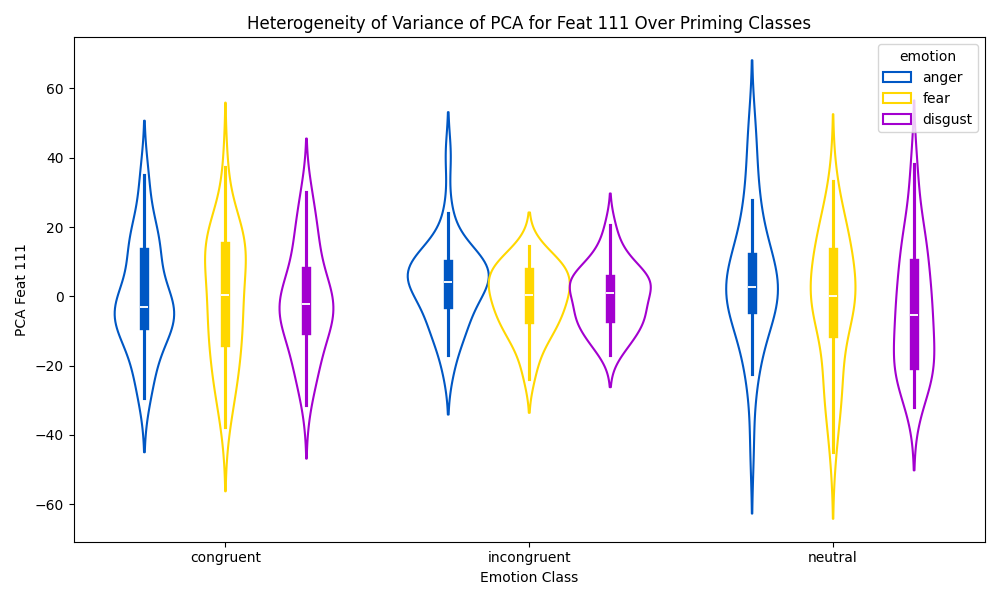 Heterogeneity of Variance of PCA for Feat 111 Over Priming Classes
emotion
anger
fear
disgust
60
40
20
0
−20
−40
−60
PCA Feat 111
congruent
incongruent
neutral
Emotion Class